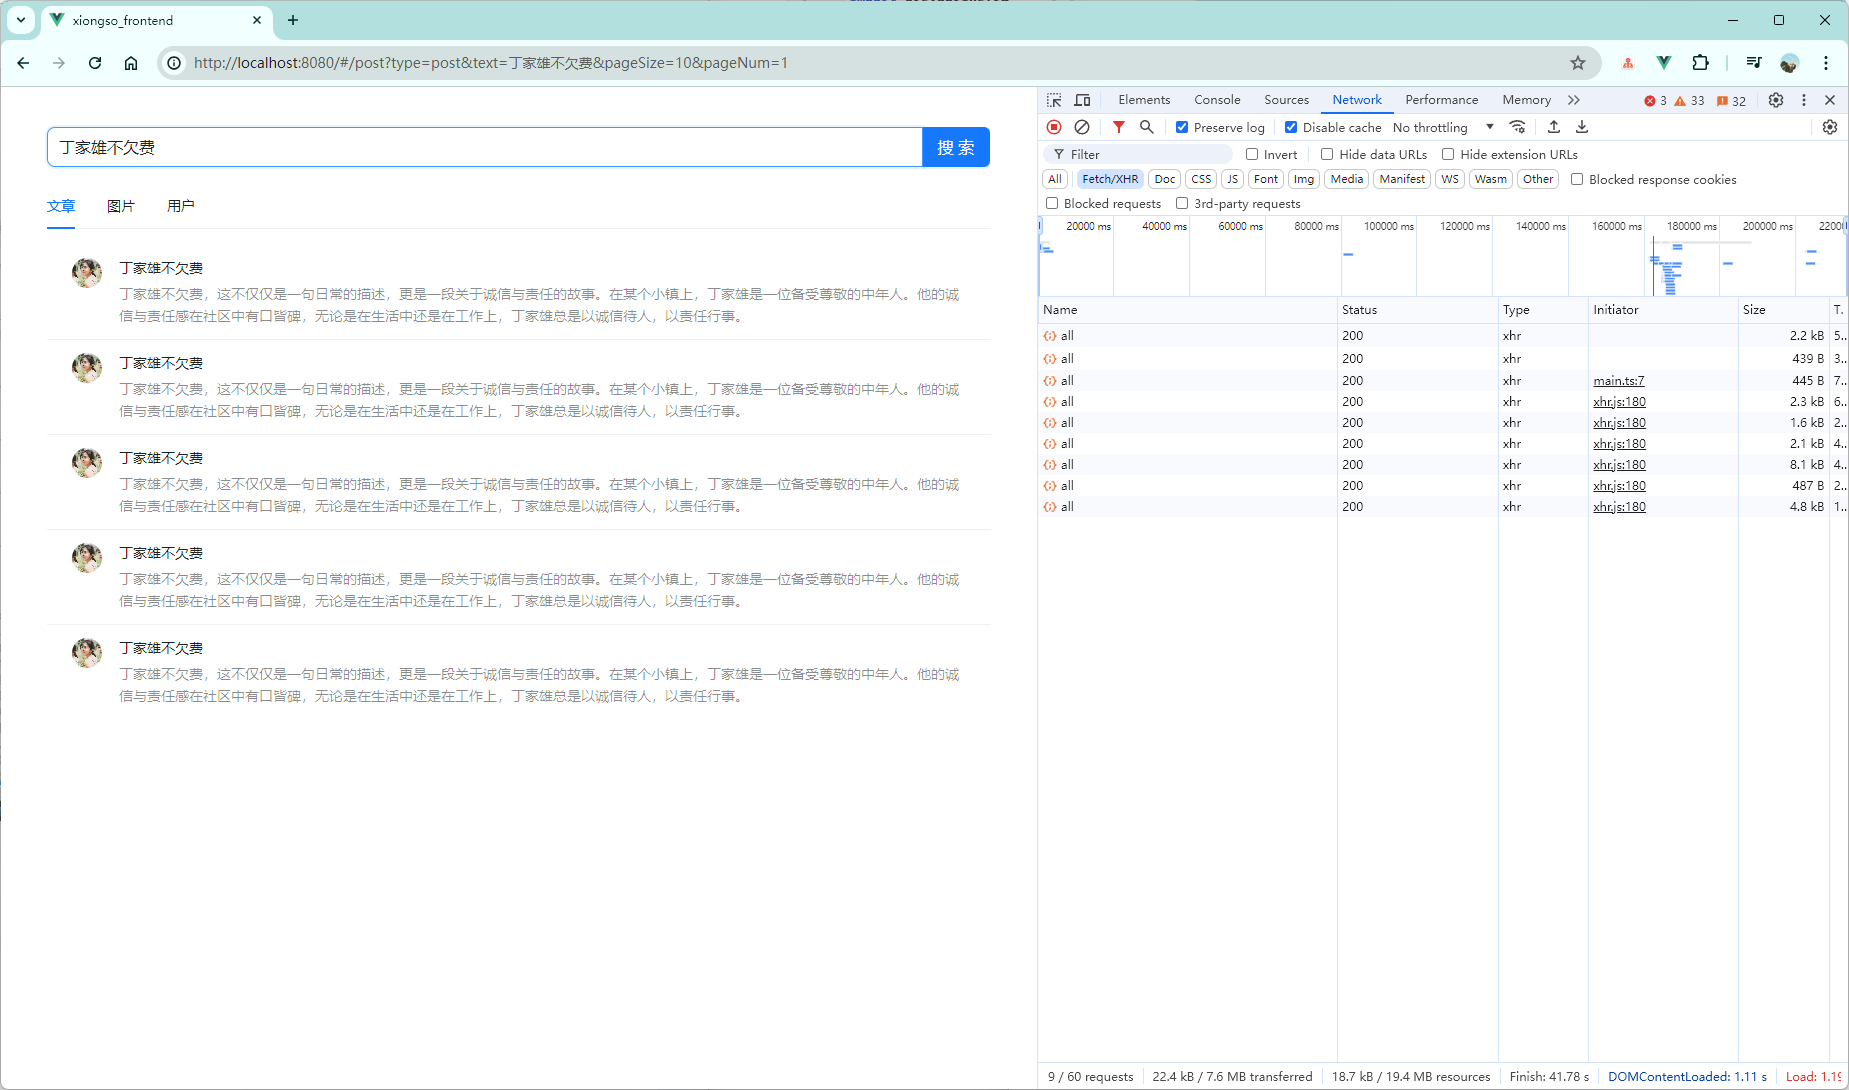 xiongso_frontend
http://localhost:8080/#/post?type=post&text=丁家雄不欠费&pageSize=10&pageNum=1
丁家雄不欠费
搜 索
文章 图片 用户
丁家雄不欠费
丁家雄不欠费，这不仅仅是一句日常的描述，更是一段关于诚信与责任的故事。在某个小镇上，丁家雄是一位备受尊敬的中年人。他的诚
信与责任感在社区中有口皆碑，无论是在生活中还是在工作上，丁家雄总是以诚信待人，以责任行事。
丁家雄不欠费
丁家雄不欠费，这不仅仅是一句日常的描述，更是一段关于诚信与责任的故事。在某个小镇上，丁家雄是一位备受尊敬的中年人。他的诚
信与责任感在社区中有口皆碑，无论是在生活中还是在工作上，丁家雄总是以诚信待人，以责任行事。
丁家雄不欠费
丁家雄不欠费，这不仅仅是一句日常的描述，更是一段关于诚信与责任的故事。在某个小镇上，丁家雄是一位备受尊敬的中年人。他的诚
信与责任感在社区中有口皆碑，无论是在生活中还是在工作上，丁家雄总是以诚信待人，以责任行事。
丁家雄不欠费
丁家雄不欠费，这不仅仅是一句日常的描述，更是一段关于诚信与责任的故事。在某个小镇上，丁家雄是一位备受尊敬的中年人。他的诚
信与责任感在社区中有口皆碑，无论是在生活中还是在工作上，丁家雄总是以诚信待人，以责任行事。
丁家雄不欠费
丁家雄不欠费，这不仅仅是一句日常的描述，更是一段关于诚信与责任的故事。在某个小镇上，丁家雄是一位备受尊敬的中年人。他的诚
信与责任感在社区中有口皆碑，无论是在生活中还是在工作上，丁家雄总是以诚信待人，以责任行事。
Elements Console Sources Network Performance Memory 3 33 32
Preserve log Disable cache No throttling
Filter Invert Hide data URLs Hide extension URLs
All Fetch/XHR Doc CSS JS Font Img Media Manifest WS Wasm Other Blocked response cookies
Blocked requests 3rd-party requests
20000 ms 40000 ms 60000 ms 80000 ms 100000 ms 120000 ms 140000 ms 160000 ms 180000 ms 200000 ms 2200
Name Status Type Initiator Size T.
all 200 xhr 2.2 kB 5..
all 200 xhr 439 B 3..
all 200 xhr main.ts:7 445 B 7..
all 200 xhr xhr.js:180 2.3 kB 6..
all 200 xhr xhr.js:180 1.6 kB 2..
all 200 xhr xhr.js:180 2.1 kB 4..
all 200 xhr xhr.js:180 8.1 kB 4..
all 200 xhr xhr.js:180 487 B 2..
all 200 xhr xhr.js:180 4.8 kB 1..
9 / 60 requests 22.4 kB / 7.6 MB transferred 18.7 kB / 19.4 MB resources Finish: 41.78 s DOMContentLoaded: 1.11 s Load: 1.19